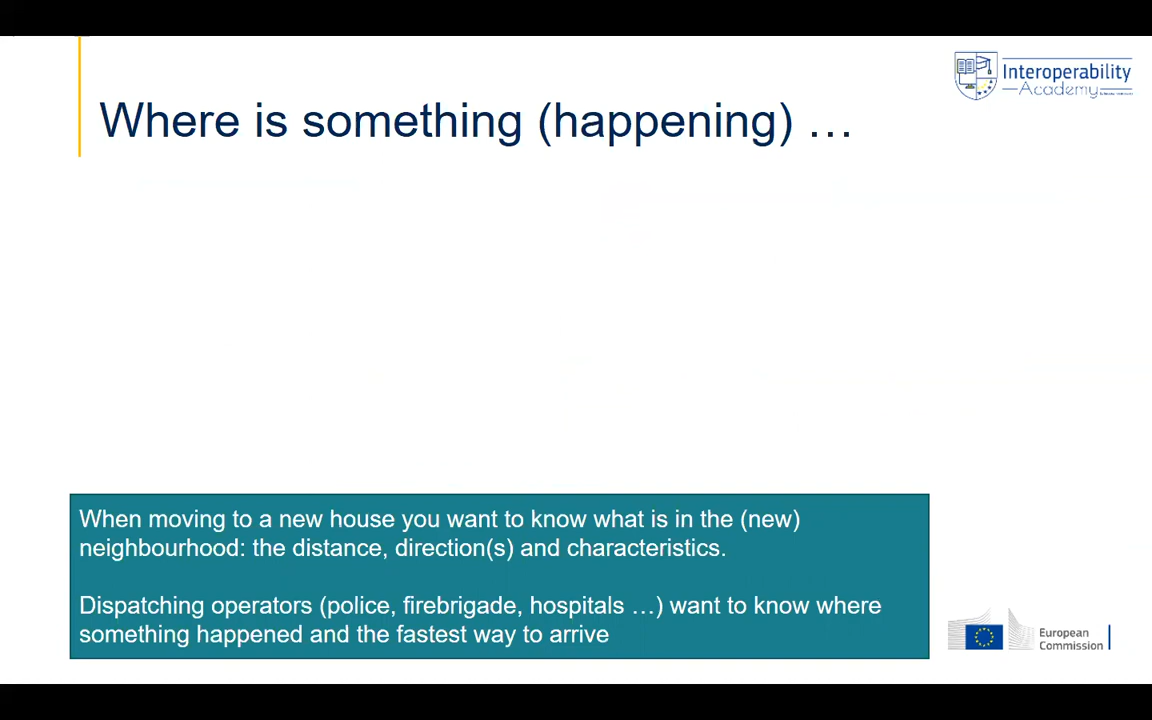 Interoperability
Academy
Where is something (happening) …
When moving to a new house you want to know what is in the (new)
neighbourhood: the distance, direction(s) and characteristics.
Dispatching operators (police, firebrigade, hospitals …) want to know where
something happened and the fastest way to arrive
European
Commission